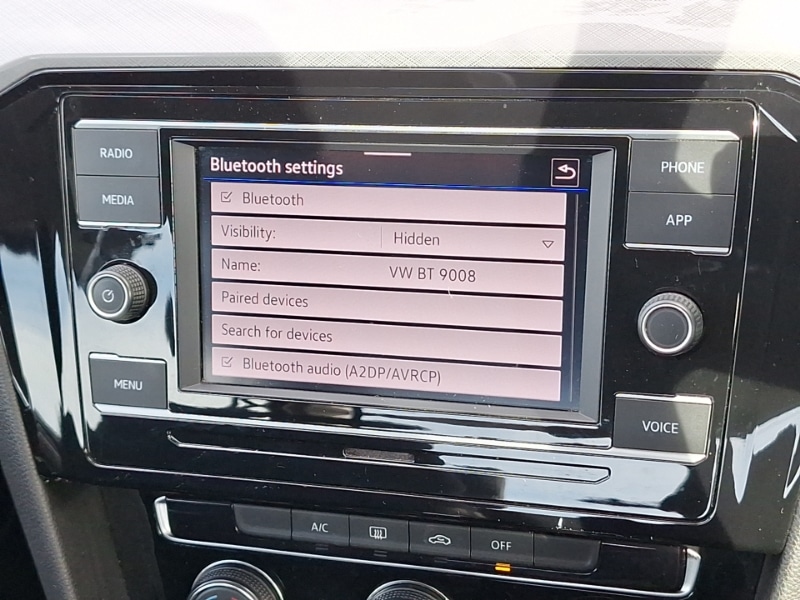 RADIO
MEDIA
MENU
Bluetooth settings
Bluetooth
Visibility: Hidden
Name: VW BT 9008
Paired devices
Search for devices
Bluetooth audio (A2DP/AVRCP)
PHONE
APP
VOICE
A/C
OFF